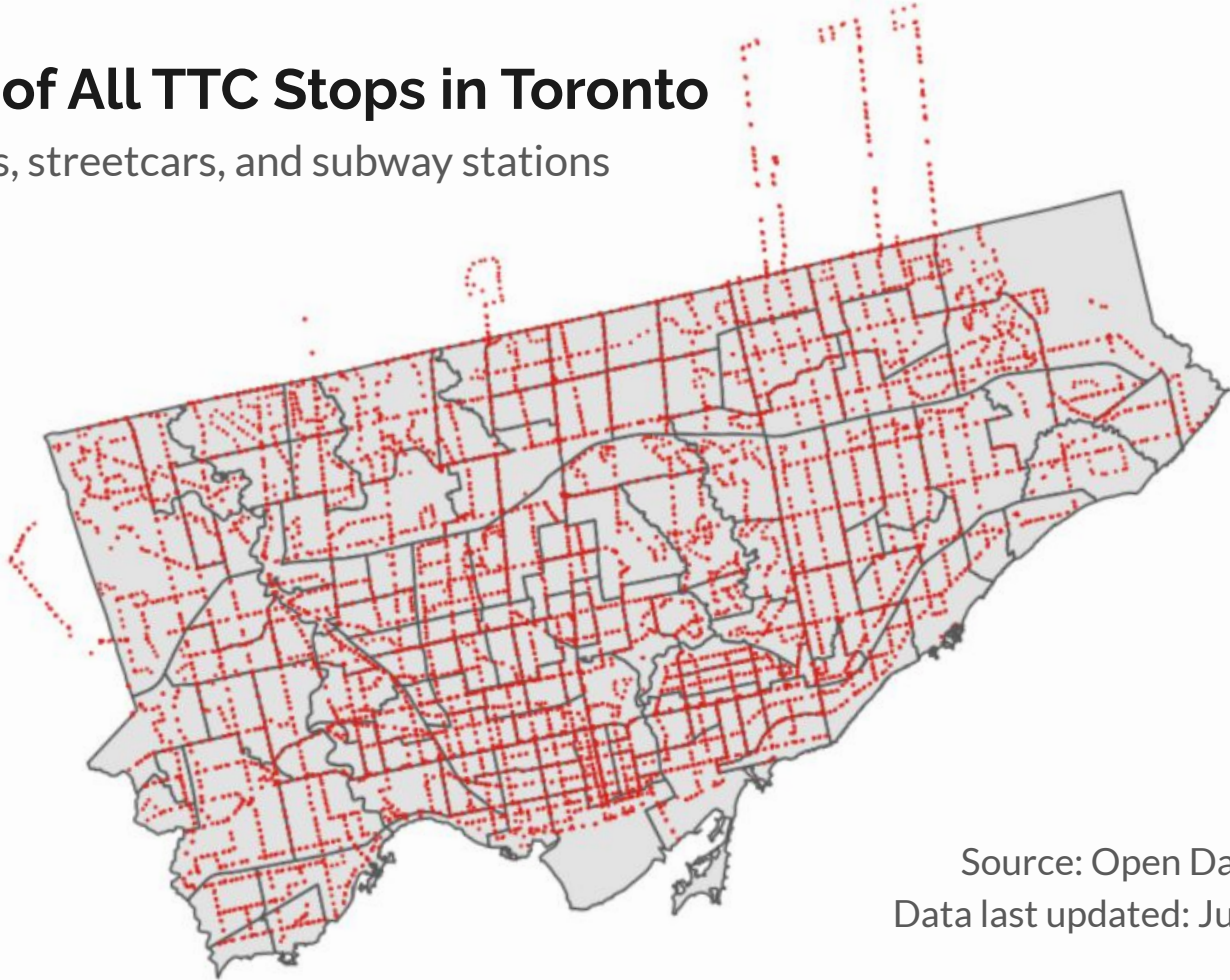 of All TTC Stops in Toronto
s, streetcars, and subway stations
Source: Open Da
Data last updated: Ju